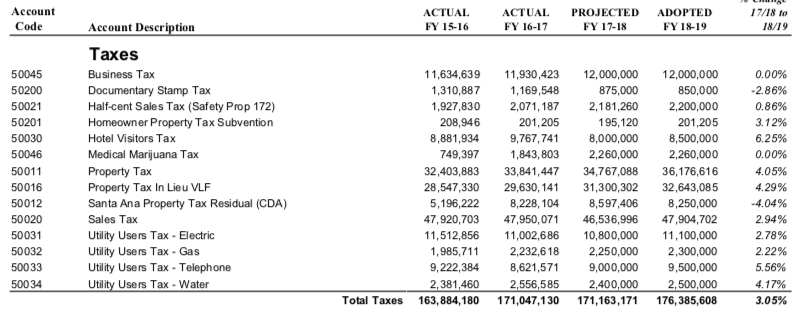 % Change
Account ACTUAL ACTUAL PROJECTED ADOPTED 17/18 to
Code Account Description FY 15-16 FY 16-17 FY 17-18 FY 18-19 18/19
Taxes
50045 Business Tax 11,634,639 11,930,423 12,000,000 12,000,000 0.00%
50200 Documentary Stamp Tax 1,310,887 1,169,548 875,000 850,000 -2.86%
50021 Half-cent Sales Tax (Safety Prop 172) 1,927,830 2,071,187 2,181,260 2,200,000 0.86%
50201 Homeowner Property Tax Subvention 208,946 201,205 195,120 201,205 3.12%
50030 Hotel Visitors Tax 8,881,934 9,767,741 8,000,000 8,500,000 6.25%
50046 Medical Marijuana Tax 749,397 1,843,803 2,260,000 2,260,000 0.00%
50011 Property Tax 32,403,883 33,841,447 34,767,088 36,176,616 4.05%
50016 Property Tax In Lieu VLF 28,547,330 29,630,141 31,300,302 32,643,085 4.29%
50012 Santa Ana Property Tax Residual (CDA) 5,196,222 8,228,104 8,597,406 8,250,000 -4.04%
50020 Sales Tax 47,920,703 47,950,071 46,536,996 47,904,702 2.94%
50031 Utility Users Tax - Electric 11,512,856 11,002,686 10,800,000 11,100,000 2.78%
50032 Utility Users Tax - Gas 1,985,711 2,232,618 2,250,000 2,300,000 2.22%
50033 Utility Users Tax - Telephone 9,222,384 8,621,571 9,000,000 9,500,000 5.56%
50034 Utility Users Tax - Water 2,381,460 2,556,585 2,400,000 2,500,000 4.17%
Total Taxes 163,884,180 171,047,130 171,163,171 176,385,608 3.05%